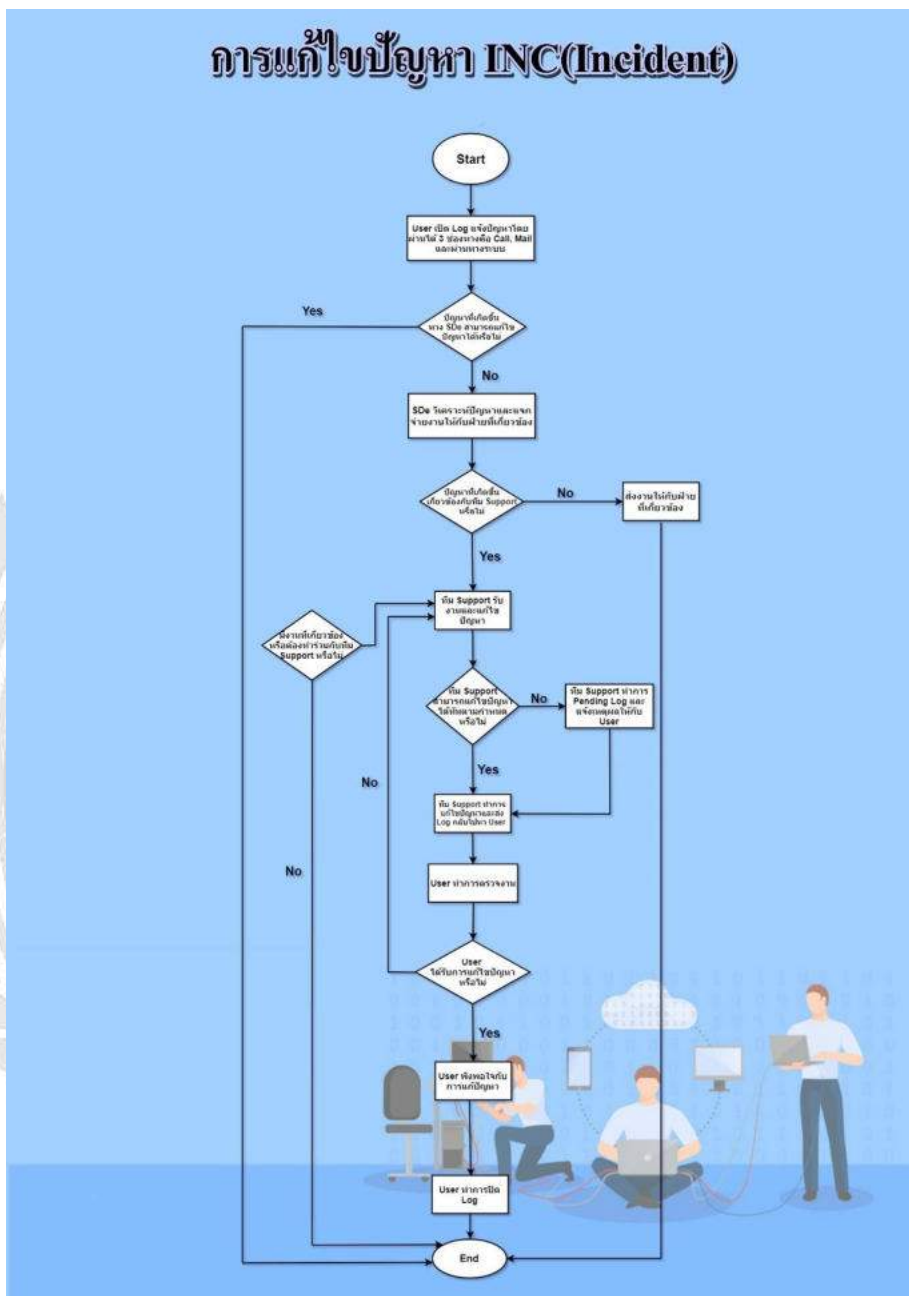 การแก้ไขปัญหา INC(Incident)
Start
User เปิด Log แจ้งปัญหาโดย
ผ่านได้ 3 ช่องทางคือ Call, Mail
และผ่านทางระบบ
Yes
ปัญหาที่เกิดขึ้น
ทาง SDe สามารถแก้ไข
ปัญหาได้หรือไม่
No
SDe วิเคราะห์ปัญหาและแจก
จ่ายงานให้กับฝ่ายที่เกี่ยวข้อง
ปัญหาที่เกิดขึ้น
เกี่ยวข้องกับทีม Support
หรือไม่
No
ส่งงานให้กับฝ่าย
ที่เกี่ยวข้อง
Yes
ทีม Support รับ
งานและแก้ไข
ปัญหา
มีงานที่เกี่ยวข้อง
หรือต้องทำร่วมกับทีม
Support หรือไม่
ทีม Support
สามารถแก้ไขปัญหา
ได้ทันตามกำหนด
หรือไม่
No
ทีม Support ทำการ
Pending Log และ
แจ้งเหตุผลให้กับ
User
No
Yes
ทีม Support ทำการ
แก้ไขปัญหาและส่ง
Log กลับไปหา User
No
User ทำการตรวจงาน
User
ได้รับการแก้ไขปัญหา
หรือไม่
Yes
User พึงพอใจกับ
การแก้ปัญหา
User ทำการปิด
Log
End